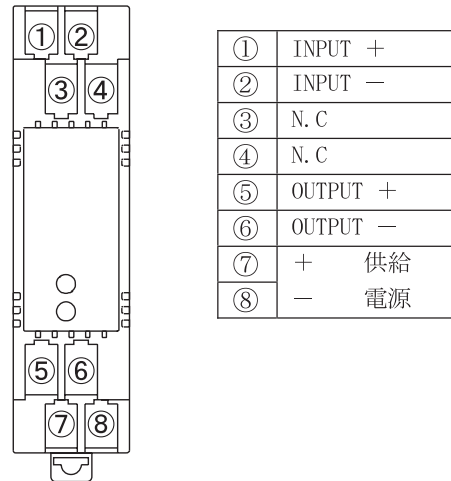 ① ②
③ ④
⑤ ⑥
⑦ ⑧
① INPUT ＋
② INPUT －
③ N.C
④ N.C
⑤ OUTPUT ＋
⑥ OUTPUT －
⑦ ＋ 供給
⑧ － 電源